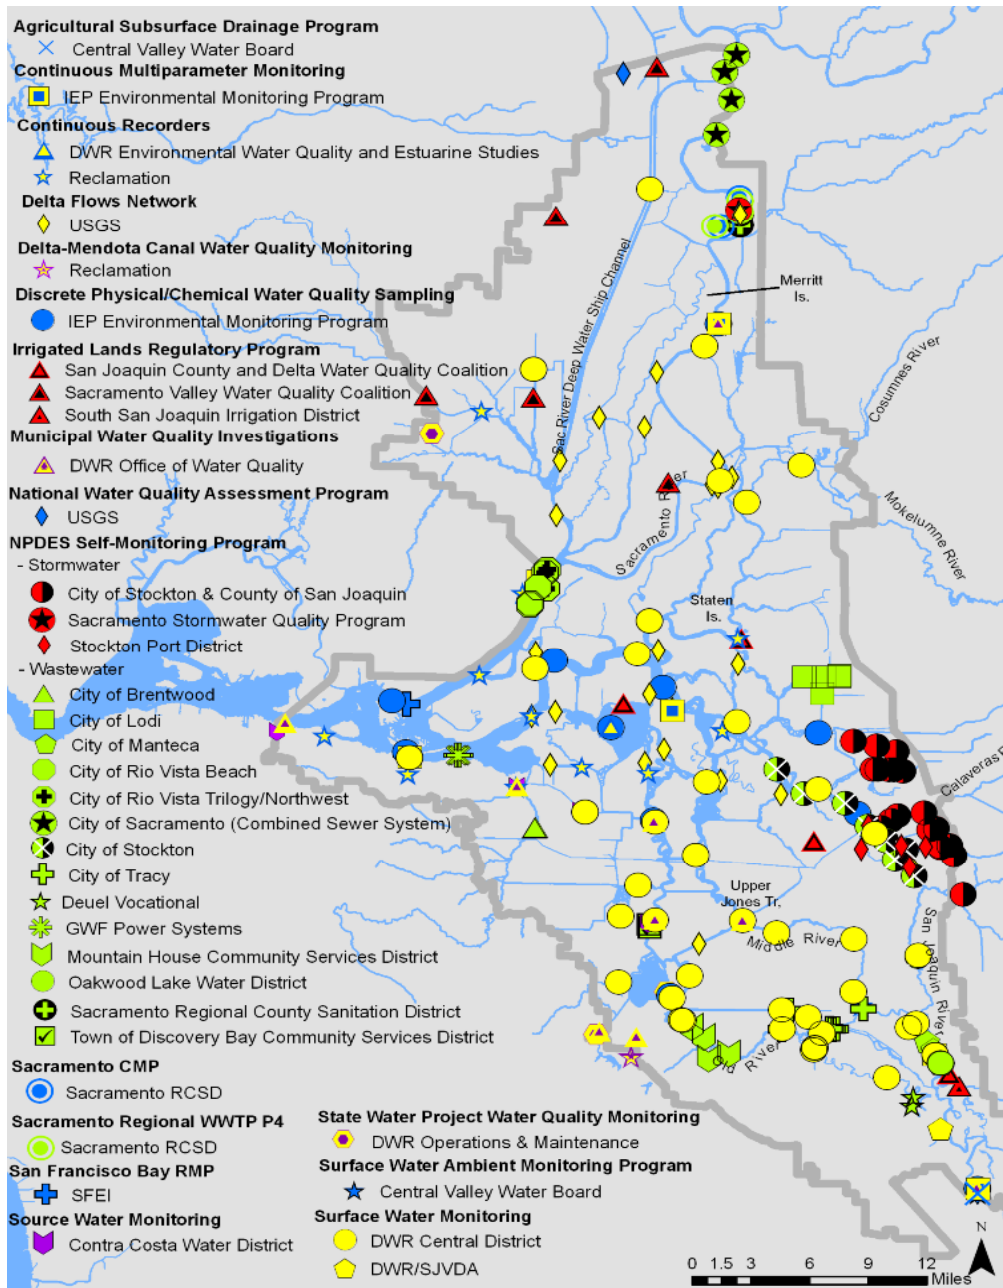 Agricultural Subsurface Drainage Program
Central Valley Water Board
Continuous Multiparameter Monitoring
IEP Environmental Monitoring Program
Continuous Recorders
DWR Environmental Water Quality and Estuarine Studies
Reclamation
Delta Flows Network
USGS
Delta-Mendota Canal Water Quality Monitoring
Reclamation
Discrete Physical/Chemical Water Quality Sampling
IEP Environmental Monitoring Program
Irrigated Lands Regulatory Program
San Joaquin County and Delta Water Quality Coalition
Sacramento Valley Water Quality Coalition
South San Joaquin Irrigation District
Municipal Water Quality Investigations
DWR Office of Water Quality
National Water Quality Assessment Program
USGS
NPDES Self-Monitoring Program
- Stormwater
City of Stockton & County of San Joaquin
Sacramento Stormwater Quality Program
Stockton Port District
- Wastewater
City of Brentwood
City of Lodi
City of Manteca
City of Rio Vista Beach
City of Rio Vista Trilogy/Northwest
City of Sacramento (Combined Sewer System)
City of Stockton
City of Tracy
Deuel Vocational
GWF Power Systems
Mountain House Community Services District
Oakwood Lake Water District
Sacramento Regional County Sanitation District
Town of Discovery Bay Community Services District
Sacramento CMP
Sacramento RCSD
Sacramento Regional WWTP P4
Sacramento RCSD
San Francisco Bay RMP
SFEI
Source Water Monitoring
Contra Costa Water District
State Water Project Water Quality Monitoring
DWR Operations & Maintenance
Surface Water Ambient Monitoring Program
Central Valley Water Board
Surface Water Monitoring
DWR Central District
DWR/SJVDA
Sac River Deep Water Ship Channel
Merritt
Is.
Cosumnes River
Mokelumne River
Sacramento River
Staten
Is.
Calaveras
Upper
Jones Tr.
Middle River
San Joaquin River
Old River
N
0 1.5 3 6 9 12
Miles